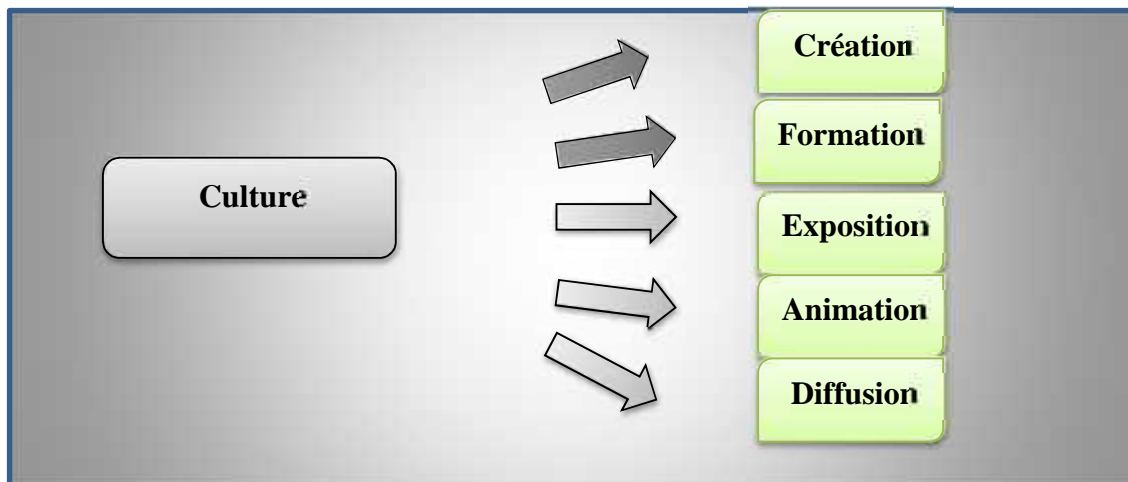 Culture
Création
Formation
Exposition
Animation
Diffusion